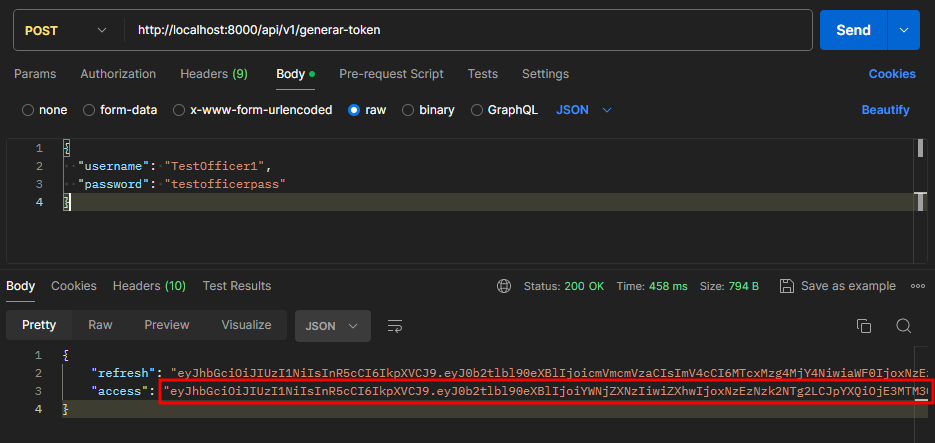 POST http://localhost:8000/api/v1/generar-token Send
Params Authorization Headers (9) Body Pre-request Script Tests Settings Cookies
none form-data x-www-form-urlencoded raw binary GraphQL JSON Beautify
1 {
2 "username": "TestOfficer1",
3 "password": "testofficerpass"
4 }
Body Cookies Headers (10) Test Results Status: 200 OK Time: 458 ms Size: 794 B Save as example
Pretty Raw Preview Visualize JSON
1 {
2 "refresh": "eyJhbGciOiJIUzI1NiIsInR5cCI6IkpXVCJ9.eyJ0b2tlbl90eXBlIjoicmVmcmVzaCIsImV4cCI6MTcxMzg4MjY4NiwiaWF0IjoxNzE
3 "access": "eyJhbGciOiJIUzI1NiIsInR5cCI6IkpXVCJ9.eyJ0b2tlbl90eXBlIjoiYWNjZXNzIiwiZXhwIjoxNzEzNzk2NTg2LCJpYXQiOjE3MTM3
4 }